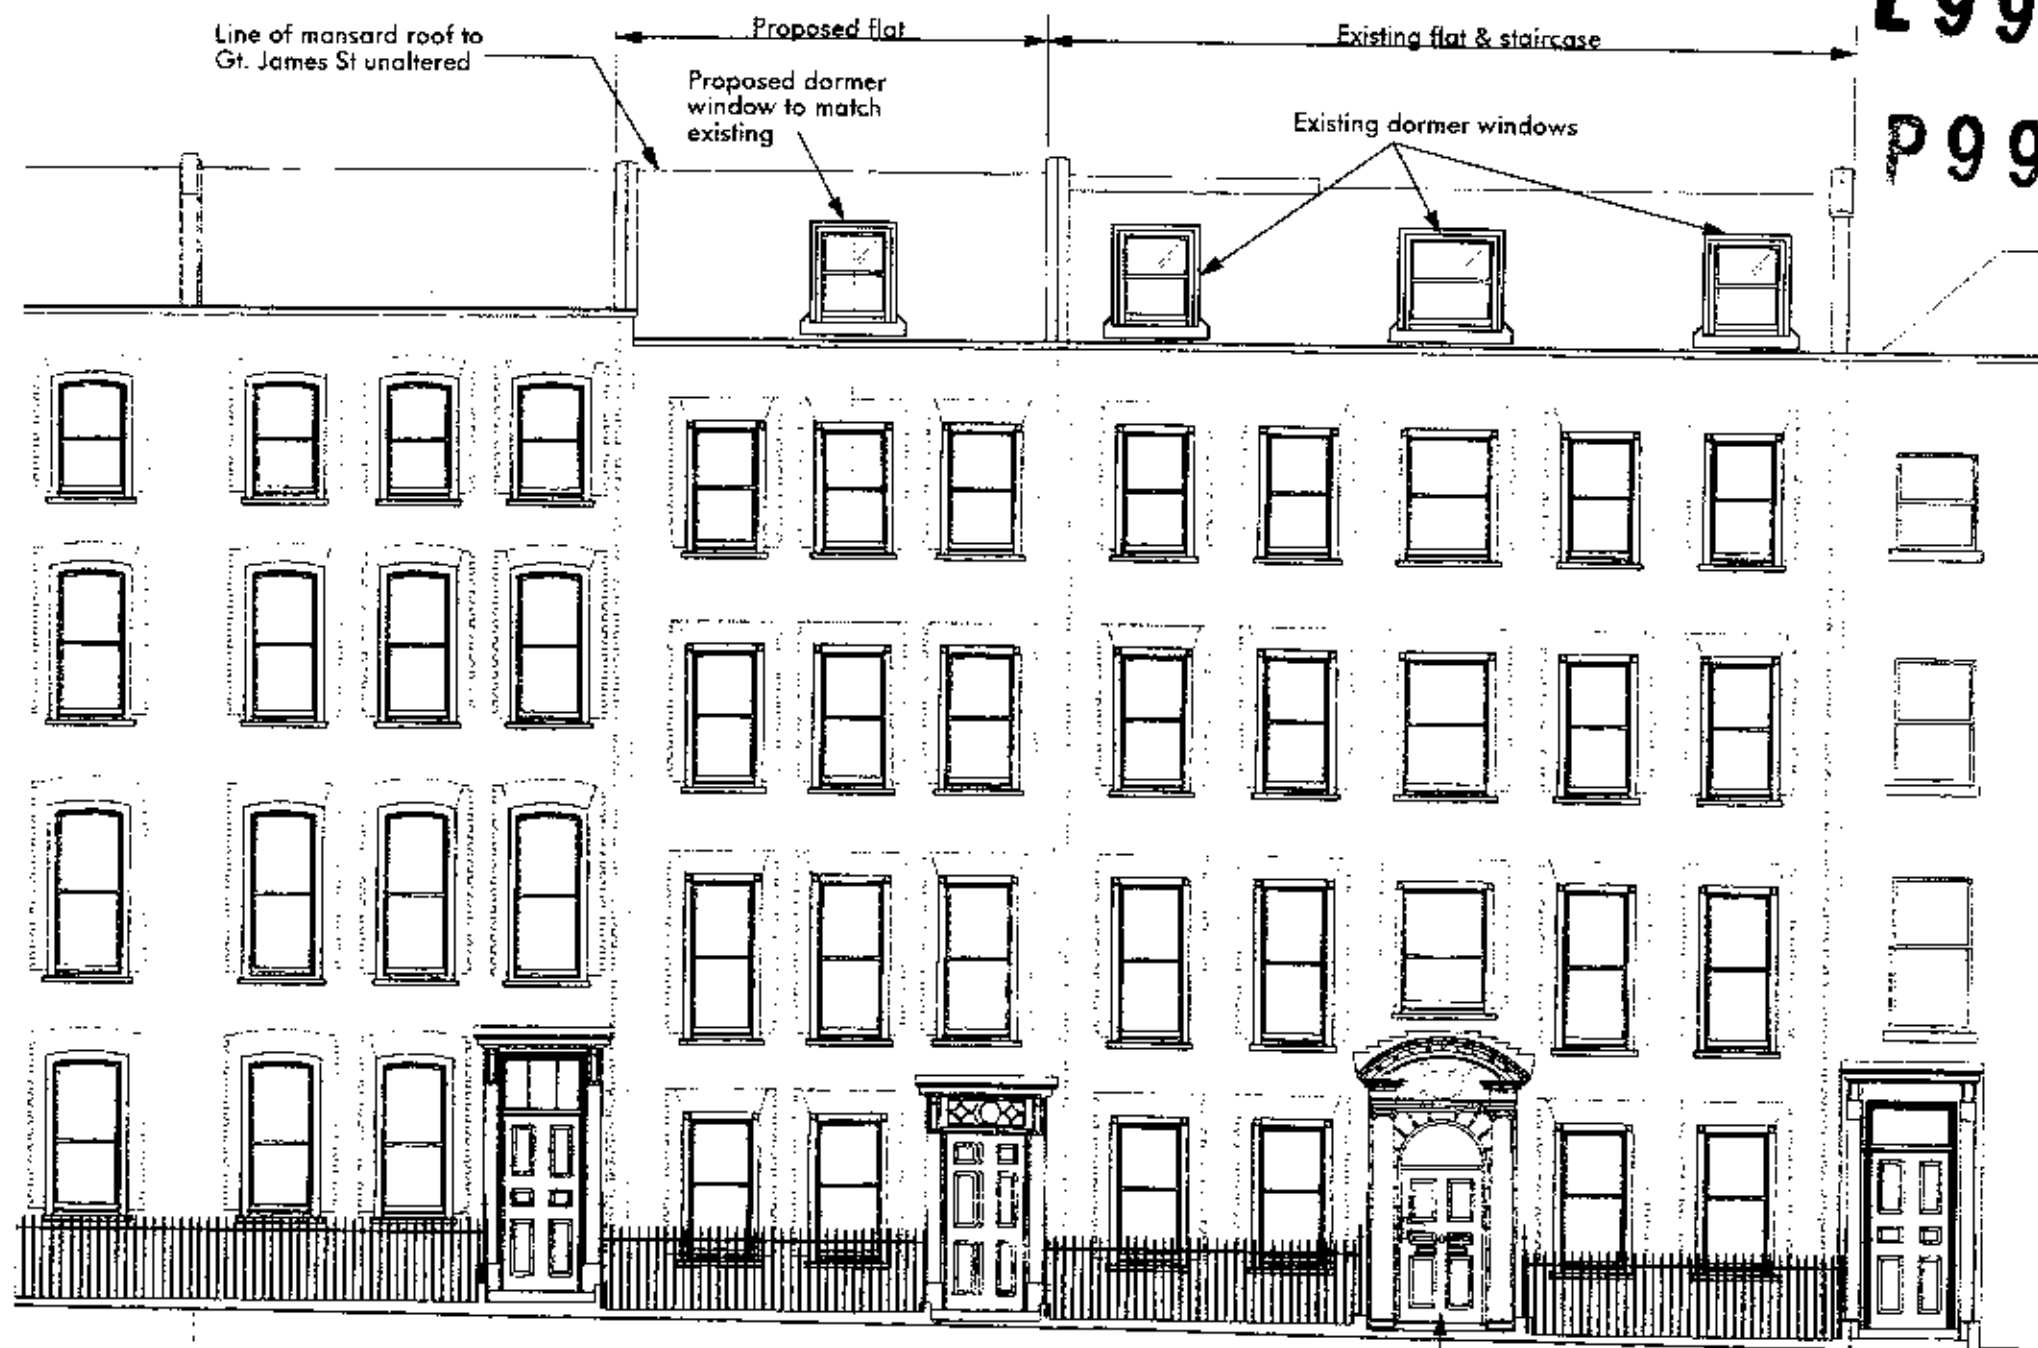 Line of mansard roof to
Gt. James St unaltered
Proposed flat
Existing flat & staircase
Proposed dormer
window to match
existing
Existing dormer windows
E99
P99